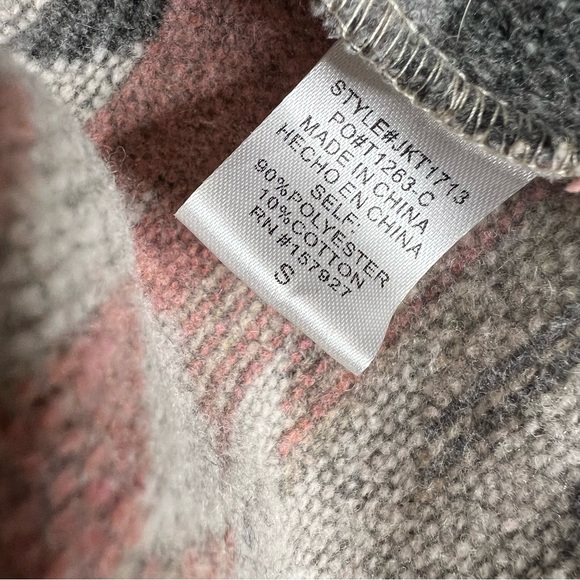 STYLE#JKT1713
PO#T1263-C
MADE IN CHINA
HECHO EN CHINA
SELF:
90%POLYESTER
10%COTTON
RN #157927
S